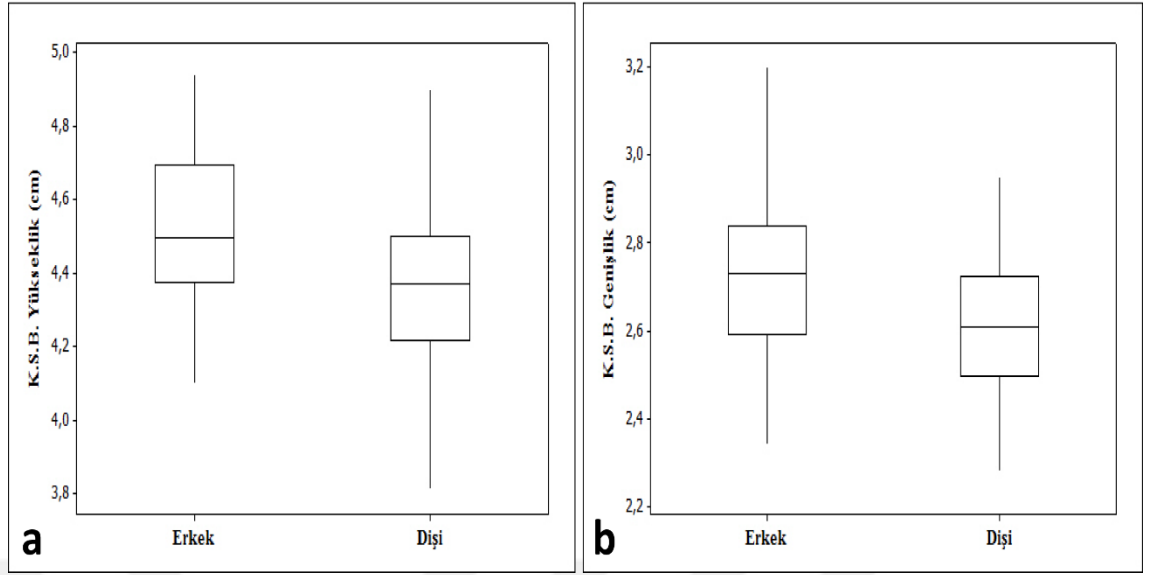 K.S.B. Yükseklik (cm)
5,0
4,8
4,6
4,4
4,2
4,0
3,8
Erkek Dişi
a
K.S.B. Genişlik (cm)
3,2
3,0
2,8
2,6
2,4
2,2
Erkek Dişi
b